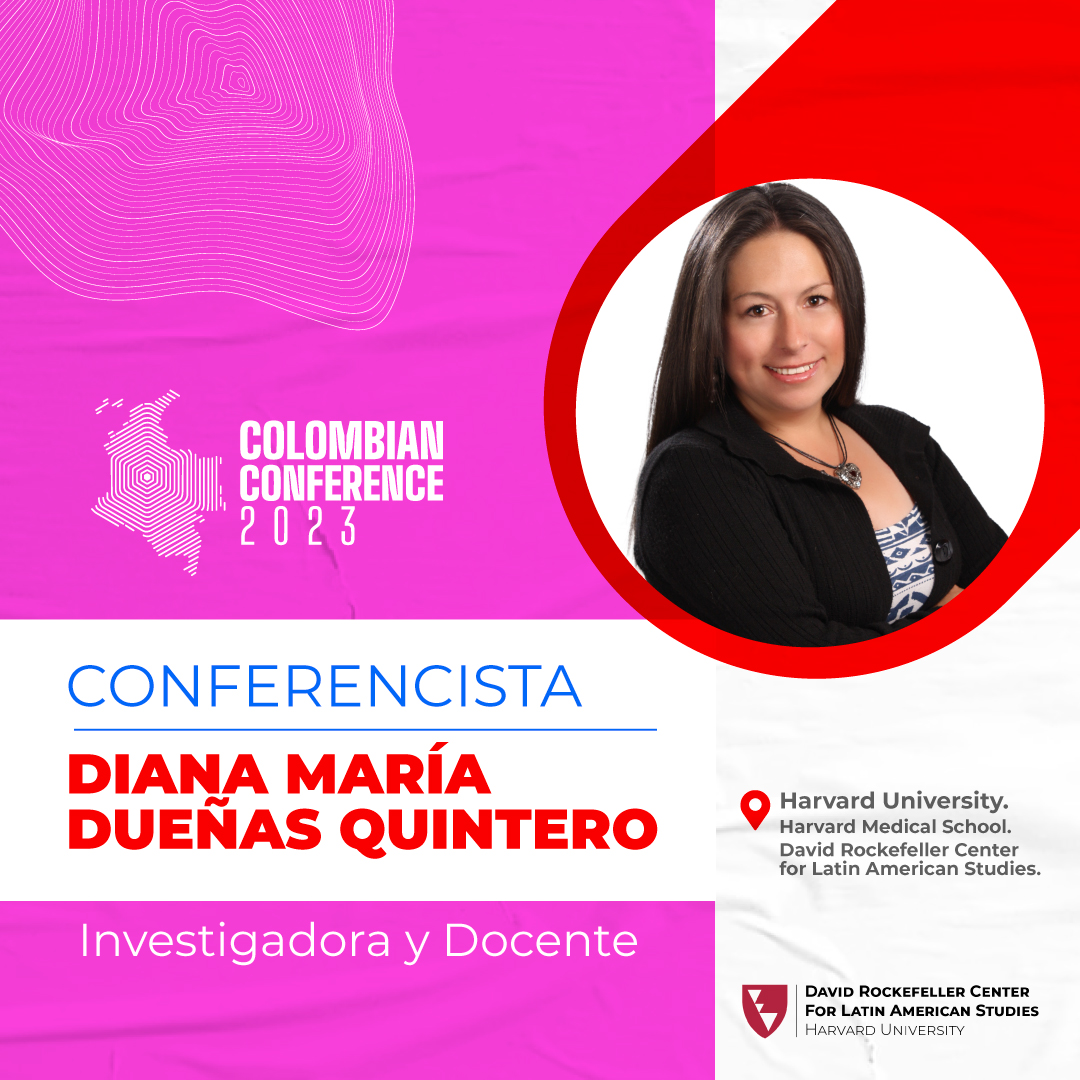 COLOMBIAN
CONFERENCE
2023
CONFERENCISTA
DIANA MARÍA
DUEÑAS QUINTERO
Investigadora y Docente
Harvard University.
Harvard Medical School.
David Rockefeller Center
for Latin American Studies.
DAVID ROCKEFELLER CENTER
FOR LATIN AMERICAN STUDIES
HARVARD UNIVERSITY